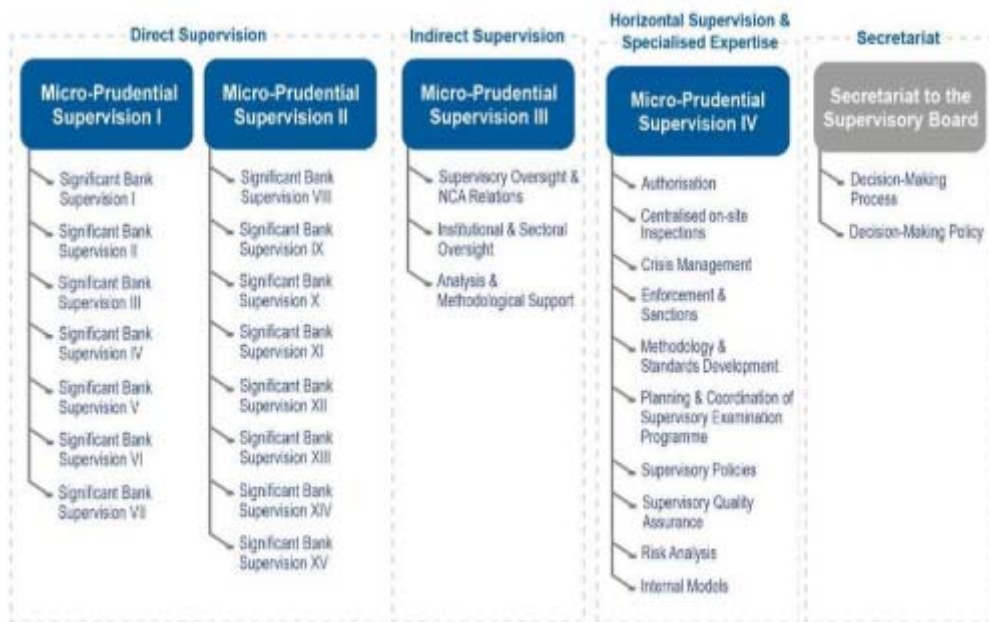 Direct Supervision
Micro-Prudential
Supervision I
Significant Bank
Supervision I
Significant Bank
Supervision II
Significant Bank
Supervision III
Significant Bank
Supervision IV
Significant Bank
Supervision V
Significant Bank
Supervision VI
Significant Bank
Supervision VII
Micro-Prudential
Supervision II
Significant Bank
Supervision VIII
Significant Bank
Supervision IX
Significant Bank
Supervision X
Significant Bank
Supervision XI
Significant Bank
Supervision XII
Significant Bank
Supervision XIII
Significant Bank
Supervision XIV
Significant Bank
Supervision XV
Indirect Supervision
Micro-Prudential
Supervision III
Supervisory Oversight &
NCA Relations
Institutional & Sectoral
Oversight
Analysis &
Methodological Support
Horizontal Supervision &
Specialised Expertise
Micro-Prudential
Supervision IV
Authorisation
Centralised on-site
Inspections
Crisis Management
Enforcement &
Sanctions
Methodology &
Standards Development
Planning & Coordination of
Supervisory Examination
Programme
Supervisory Policies
Supervisory Quality
Assurance
Risk Analysis
Internal Models
Secretariat
Secretariat to the
Supervisory Board
Decision-Making
Process
Decision-Making Policy